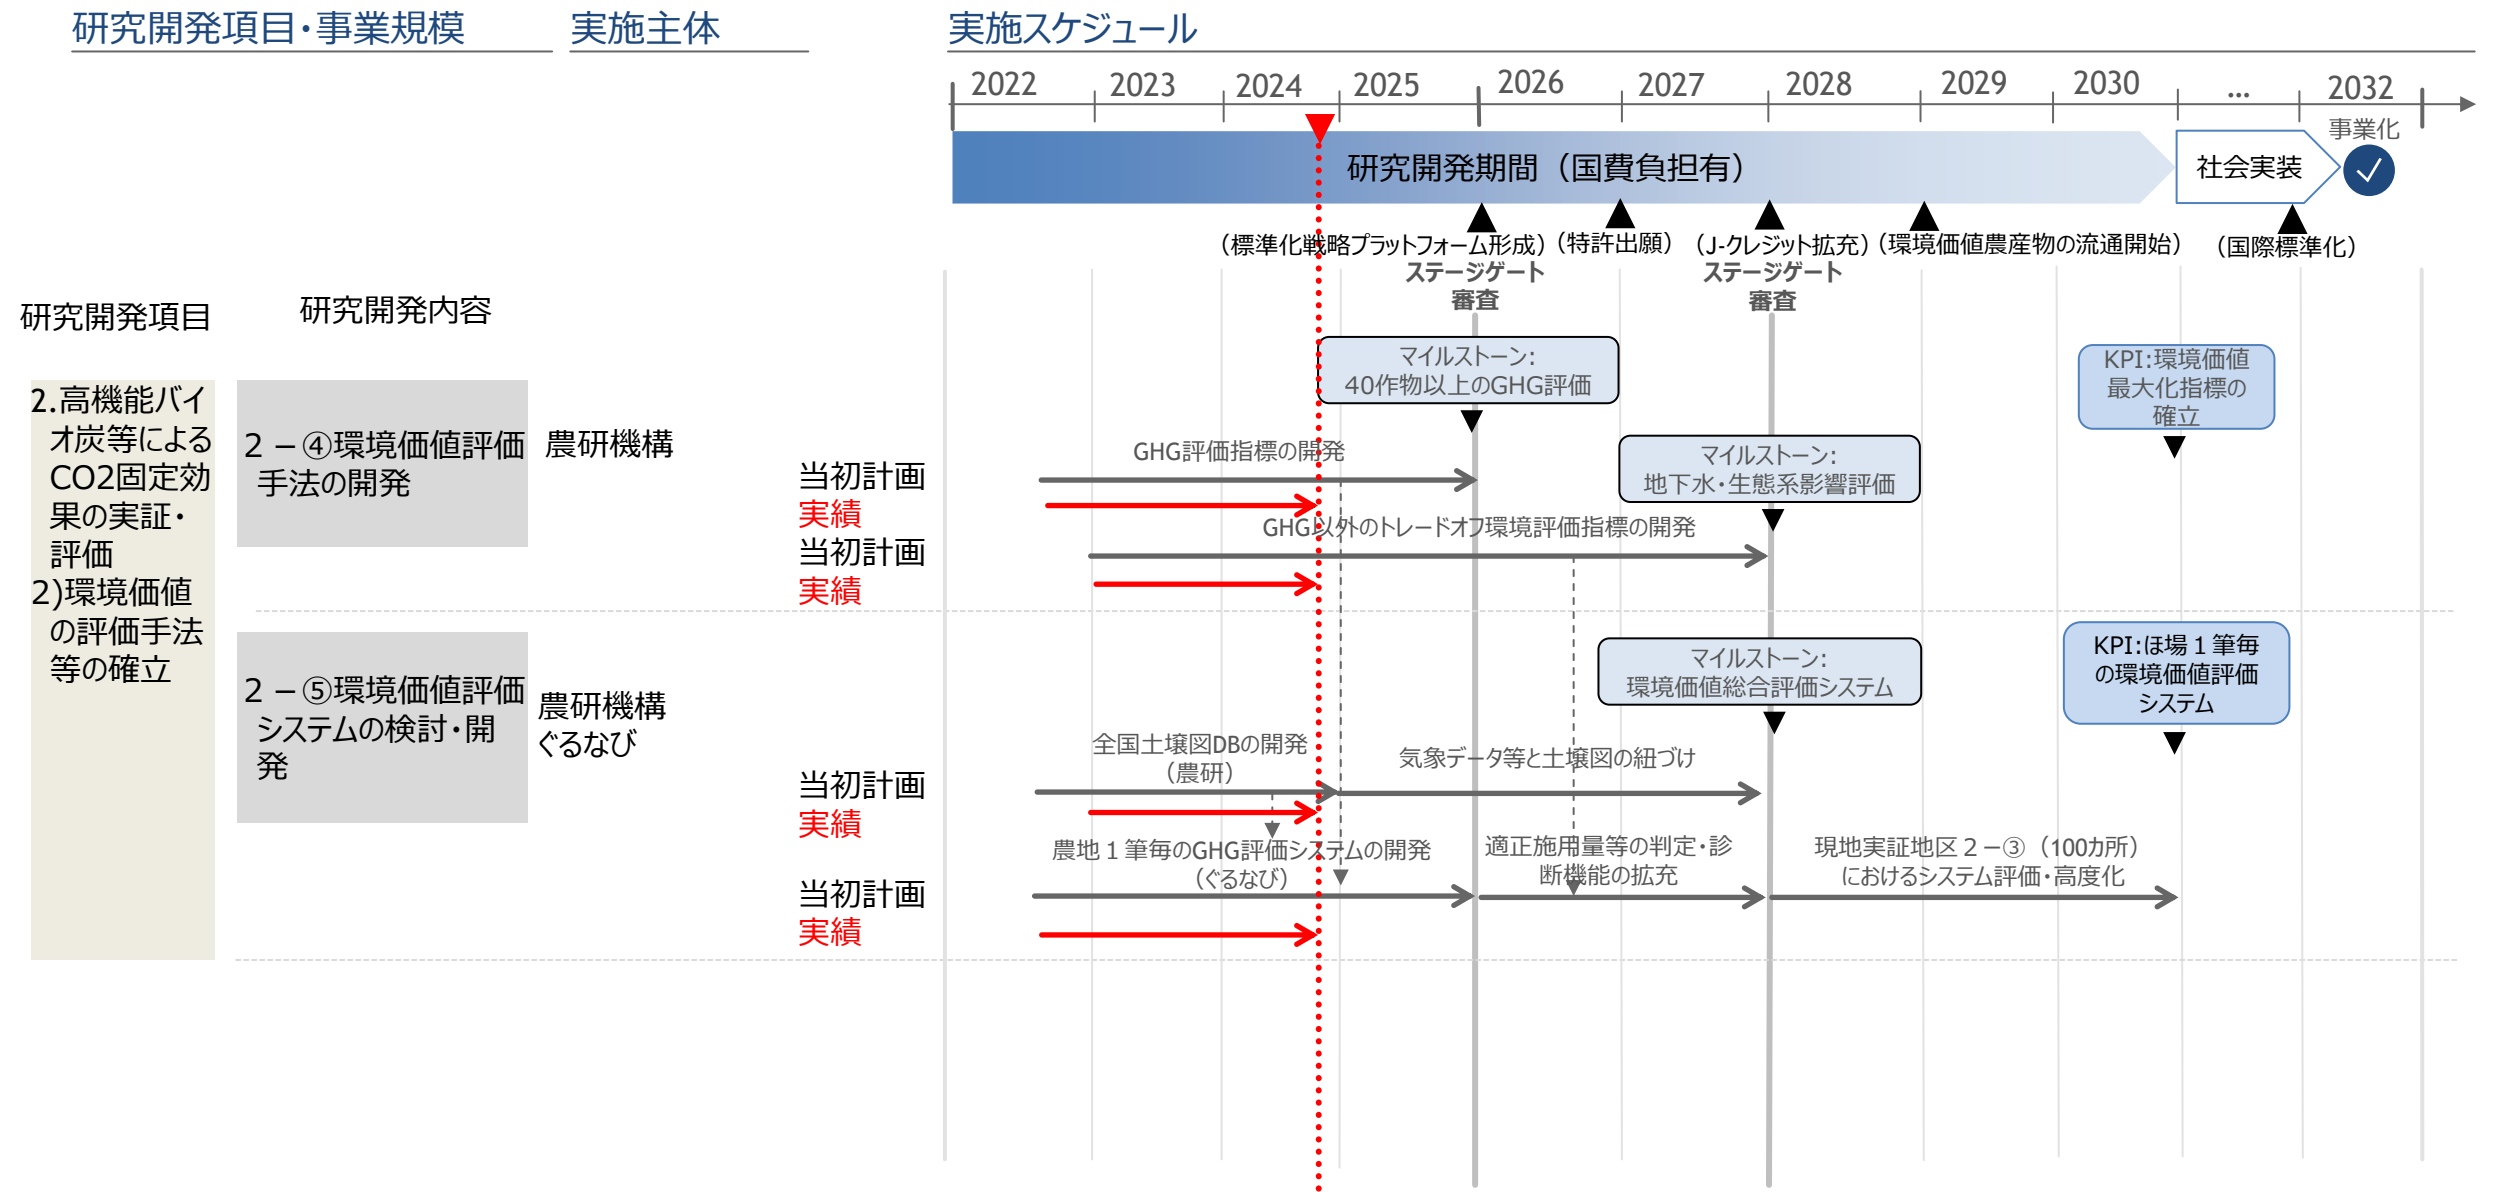 研究開発項目・事業規模
実施主体
実施スケジュール
2022
2023
2024
2025
2026
2027
2028
2029
2030
...
2032
事業化
研究開発期間（国費負担有）
社会実装
（標準化戦略プラットフォーム形成）
（特許出願）
（J-クレジット拡充）
（環境価値農産物の流通開始）
（国際標準化）
ステージゲート
審査
ステージゲート
審査
研究開発項目
研究開発内容
2.高機能バイ
オ炭等による
CO2固定効
果の実証・
評価
2)環境価値
の評価手法
等の確立
２－④環境価値評価
手法の開発
農研機構
当初計画
実績
当初計画
実績
マイルストーン:
40作物以上のGHG評価
GHG評価指標の開発
マイルストーン:
地下水・生態系影響評価
GHG以外のトレードオフ環境評価指標の開発
KPI:環境価値
最大化指標の
確立
２－⑤環境価値評価
システムの検討・開
発
農研機構
ぐるなび
マイルストーン:
環境価値総合評価システム
KPI:ほ場１筆毎
の環境価値評価
システム
当初計画
実績
全国土壌図DBの開発
（農研）
気象データ等と土壌図の紐づけ
当初計画
実績
農地１筆毎のGHG評価システムの開発
（ぐるなび）
適正施用量等の判定・診
断機能の拡充
現地実証地区２－③（100カ所）
におけるシステム評価・高度化